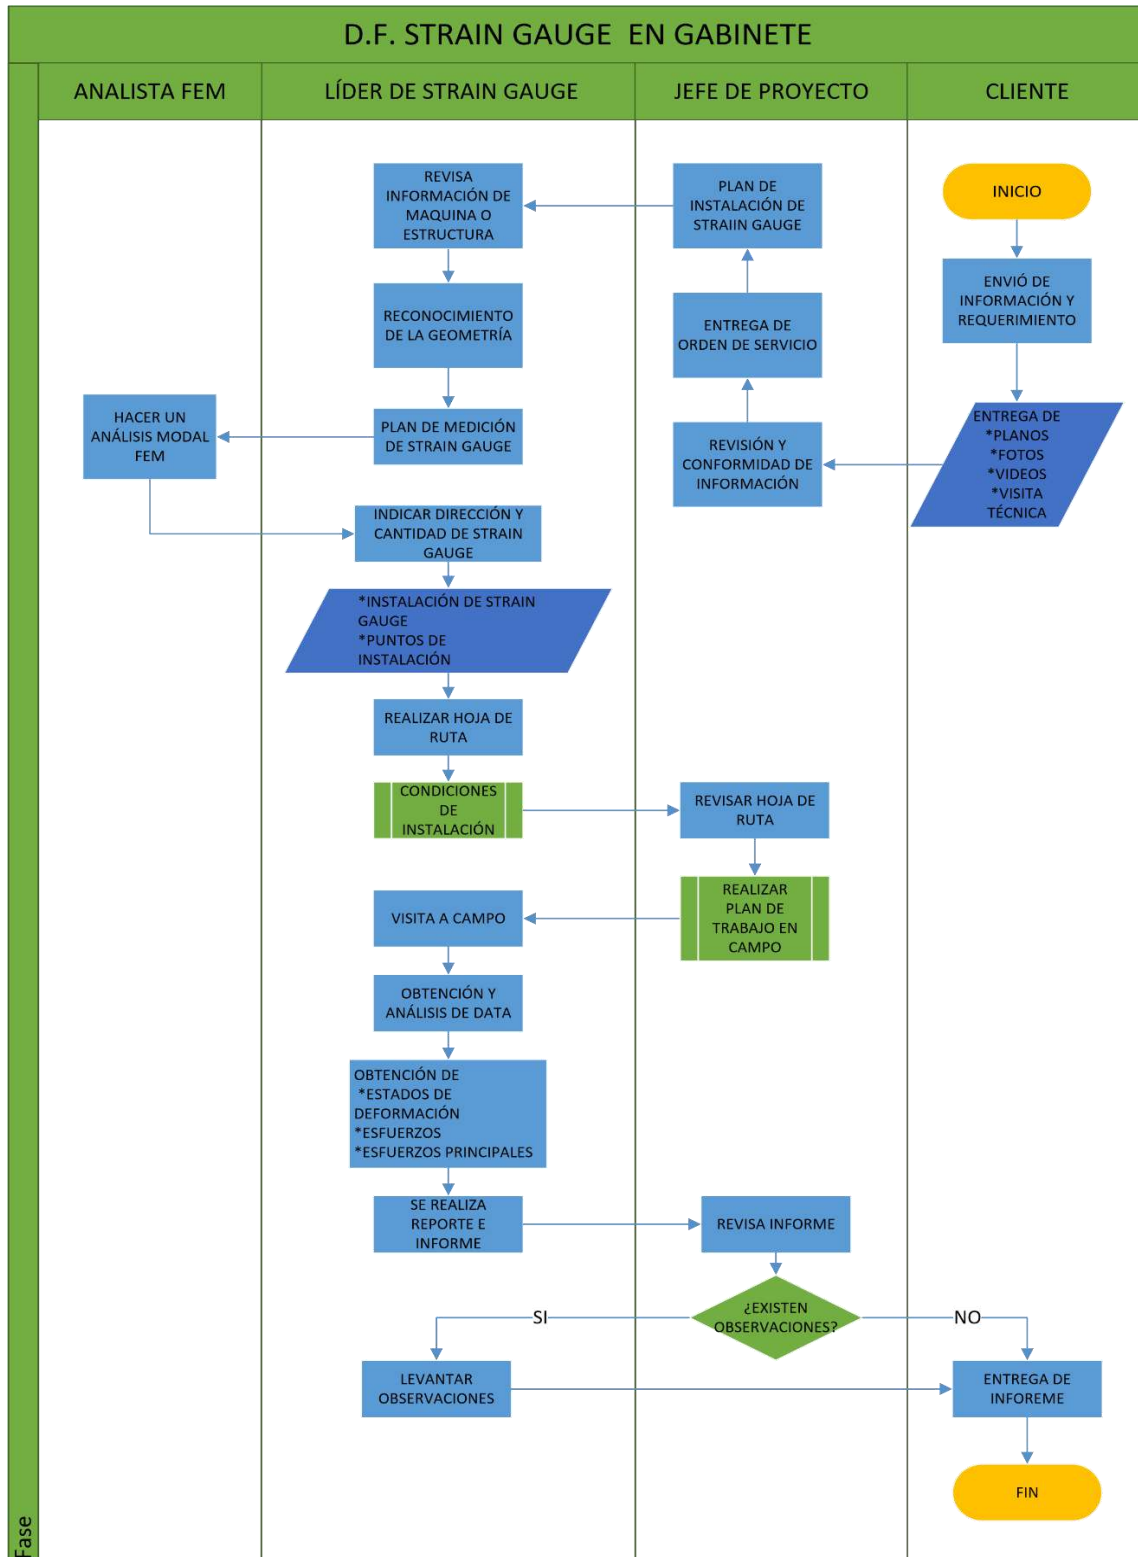 D.F. STRAIN GAUGE EN GABINETE
ANALISTA FEM
LÍDER DE STRAIN GAUGE
JEFE DE PROYECTO
CLIENTE
INICIO
ENVIÓ DE
INFORMACIÓN Y
REQUERIMIENTO
ENTREGA DE
*PLANOS
*FOTOS
*VIDEOS
*VISITA
TÉCNICA
REVISIÓN Y
CONFORMIDAD DE
INFORMACIÓN
ENTREGA DE
ORDEN DE SERVICIO
PLAN DE
INSTALACIÓN DE
STRAIIN GAUGE
REVISA
INFORMACIÓN DE
MAQUINA O
ESTRUCTURA
RECONOCIMIENTO
DE LA GEOMETRÍA
PLAN DE MEDICIÓN
DE STRAIN GAUGE
HACER UN
ANÁLISIS MODAL
FEM
INDICAR DIRECCIÓN Y
CANTIDAD DE STRAIN
GAUGE
*INSTALACIÓN DE STRAIN
GAUGE
*PUNTOS DE
INSTALACIÓN
REALIZAR HOJA DE
RUTA
CONDICIONES
DE
INSTALACIÓN
REVISAR HOJA DE
RUTA
REALIZAR
PLAN DE
TRABAJO EN
CAMPO
VISITA A CAMPO
OBTENCIÓN Y
ANÁLISIS DE DATA
OBTENCIÓN DE
*ESTADOS DE
DEFORMACIÓN
*ESFUERZOS
*ESFUERZOS PRINCIPALES
SE REALIZA
REPORTE E
INFORME
REVISA INFORME
¿EXISTEN
OBSERVACIONES?
SI
NO
LEVANTAR
OBSERVACIONES
ENTREGA DE
INFOREME
FIN
Fase